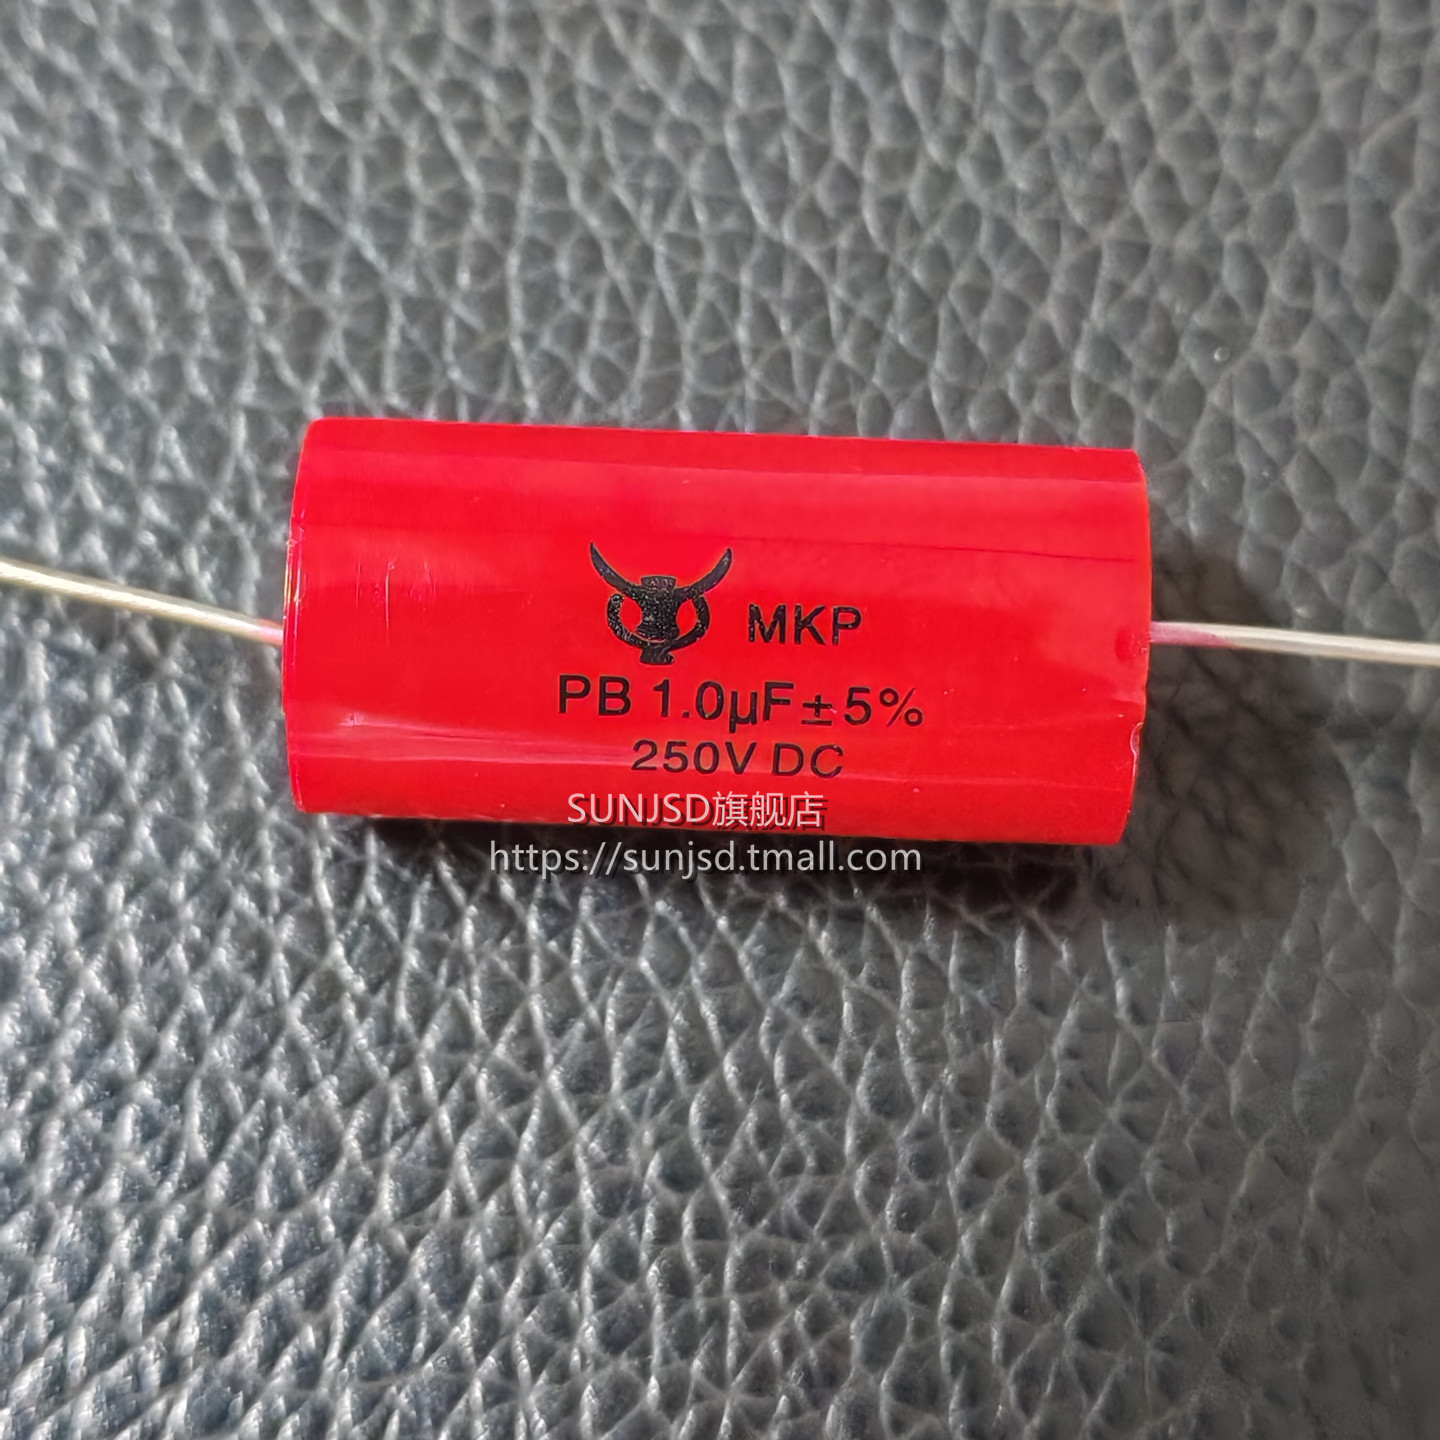 MKP
PB 1.0µF±5%
250V DC
SUNJSD旗舰店
https://sunjsd.tmall.com